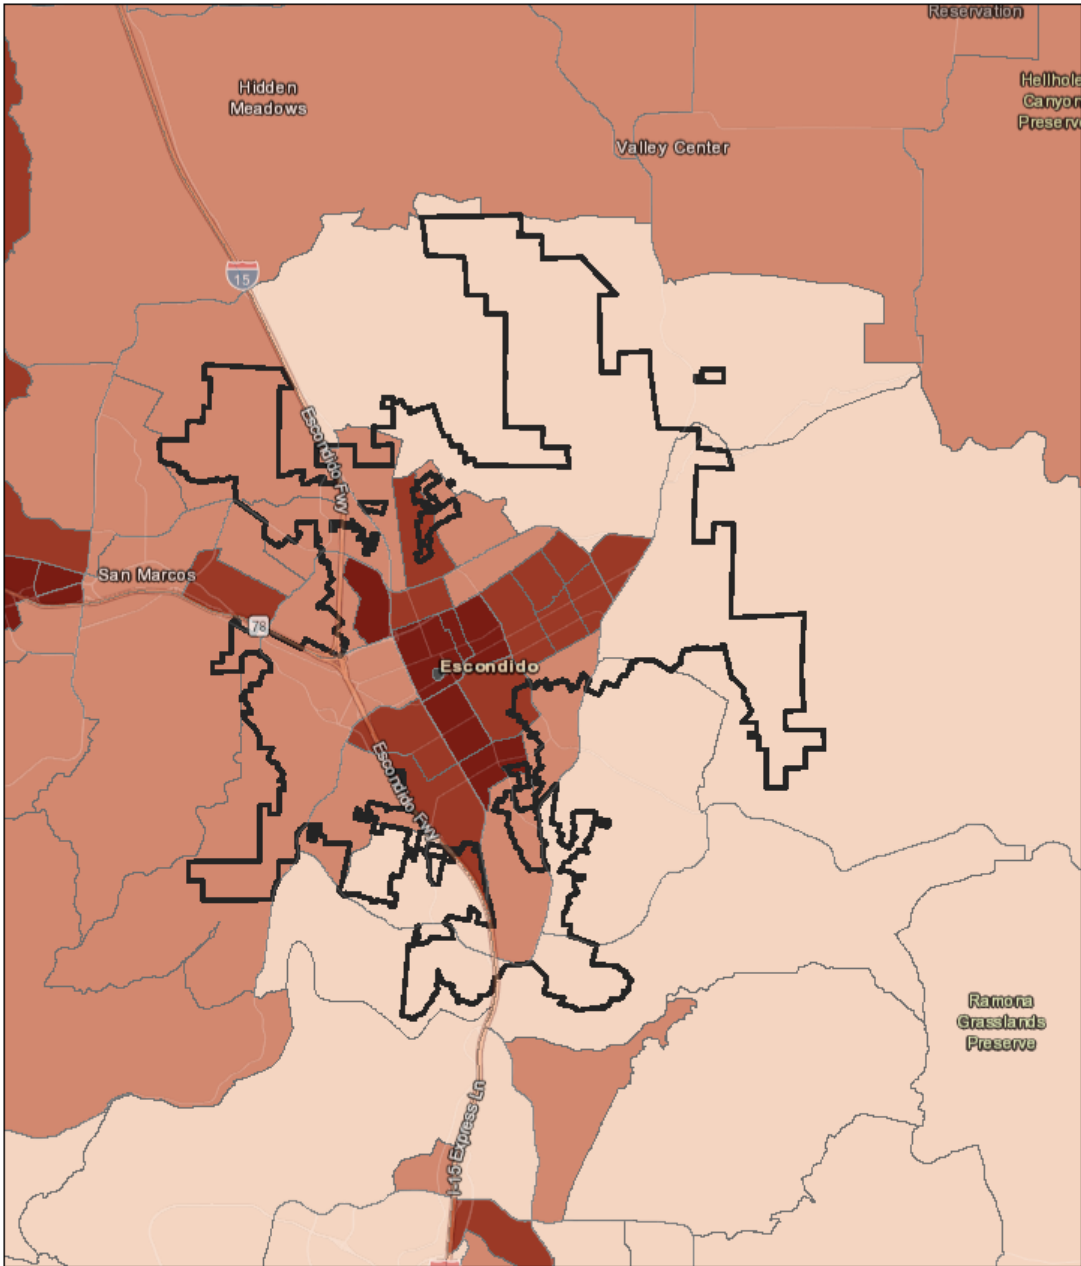 Reservation
Hidden
Meadows
Hellhole
Canyon
Preserve
Valley Center
15
Escondido Fwy
San Marcos
78
Escondido
Escondido Fwy
Ramona
Grasslands
Preserve
I-15 Express Ln